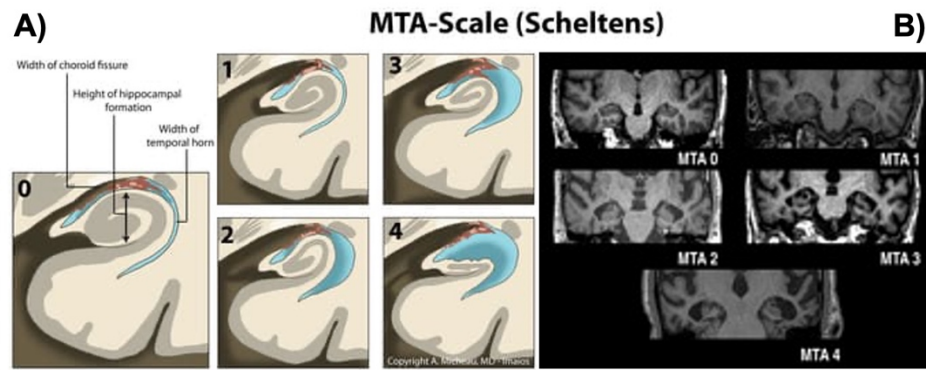 A)
MTA-Scale (Scheltens)
B)
Width of choroid fissure
Height of hippocampal
formation
Width of
temporal horn
0
1
2
3
4
Copyright A. Micheau, MD - Imaios
MTA 0
MTA 1
MTA 2
MTA 3
MTA 4